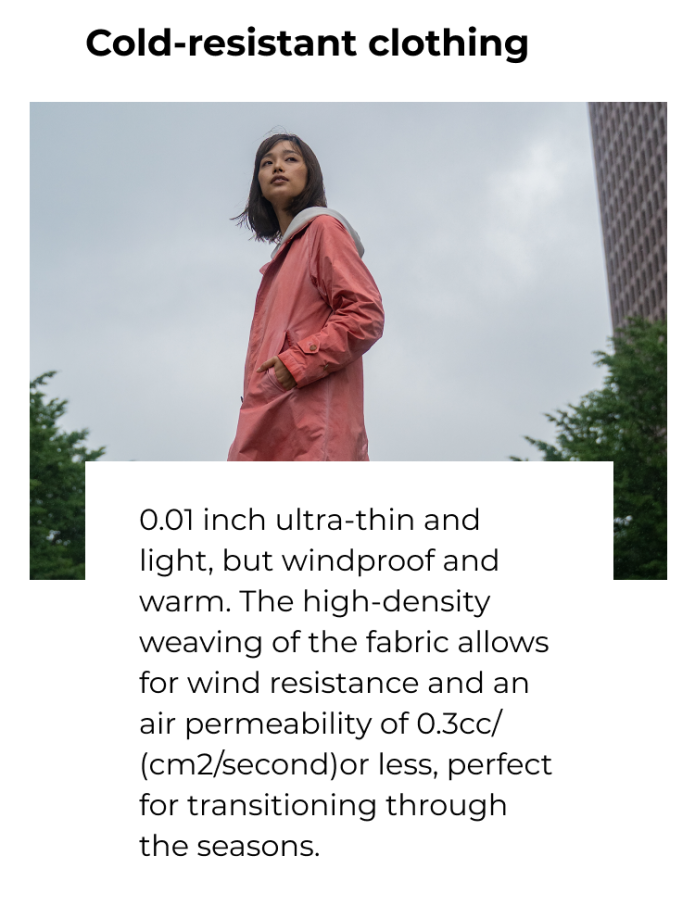 Cold-resistant clothing
0.01 inch ultra-thin and
light, but windproof and
warm. The high-density
weaving of the fabric allows
for wind resistance and an
air permeability of 0.3cc/
(cm2/second)or less, perfect
for transitioning through
the seasons.